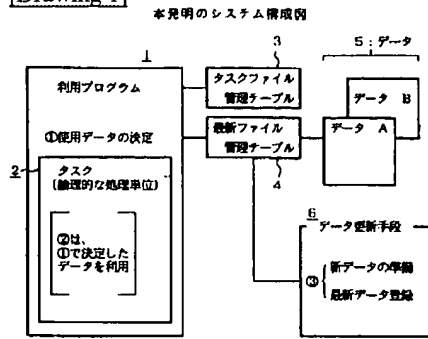 [Drawing 1]
本発明のシステム構成図
1
利用プログラム
①使用データの決定
2
タスク
(論理的な処理単位)
②は、
①で決定した
データを利用
3
タスクファイル
管理テーブル
最新ファイル
管理テーブル
4
5:データ
データ B
データ A
6
データ更新手段
③
新データの準備
最新データ登録